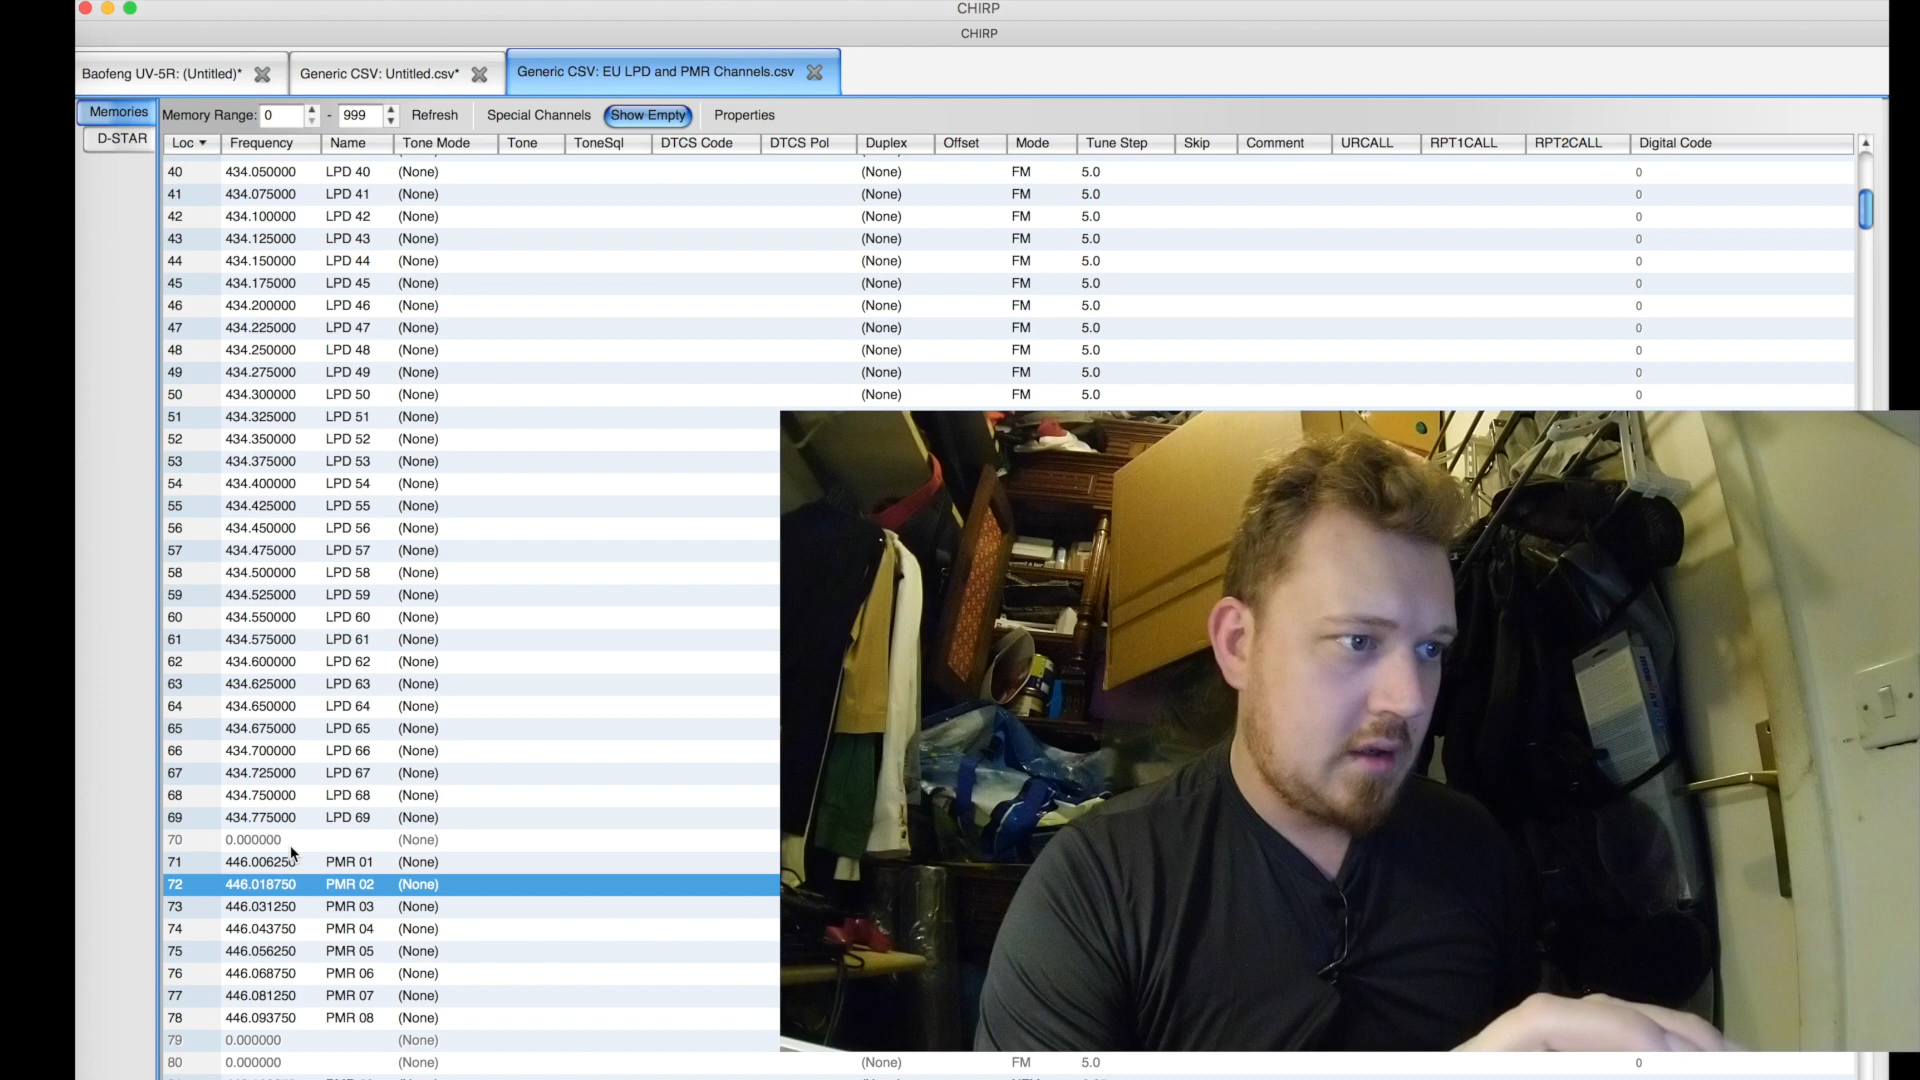 CHIRP
CHIRP
Baofeng UV-5R: (Untitled)* Generic CSV: Untitled.csv* Generic CSV: EU LPD and PMR Channels.csv
Memories Memory Range: 0 - 999 Refresh Special Channels Show Empty Properties
D-STAR
Loc Frequency Name Tone Mode Tone ToneSql DTCS Code DTCS Pol Duplex Offset Mode Tune Step Skip Comment URCALL RPT1CALL RPT2CALL Digital Code
40 434.050000 LPD 40 (None) (None) FM 5.0 0
41 434.075000 LPD 41 (None) (None) FM 5.0 0
42 434.100000 LPD 42 (None) (None) FM 5.0 0
43 434.125000 LPD 43 (None) (None) FM 5.0 0
44 434.150000 LPD 44 (None) (None) FM 5.0 0
45 434.175000 LPD 45 (None) (None) FM 5.0 0
46 434.200000 LPD 46 (None) (None) FM 5.0 0
47 434.225000 LPD 47 (None) (None) FM 5.0 0
48 434.250000 LPD 48 (None) (None) FM 5.0 0
49 434.275000 LPD 49 (None) (None) FM 5.0 0
50 434.300000 LPD 50 (None) (None) FM 5.0 0
51 434.325000 LPD 51 (None)
52 434.350000 LPD 52 (None)
53 434.375000 LPD 53 (None)
54 434.400000 LPD 54 (None)
55 434.425000 LPD 55 (None)
56 434.450000 LPD 56 (None)
57 434.475000 LPD 57 (None)
58 434.500000 LPD 58 (None)
59 434.525000 LPD 59 (None)
60 434.550000 LPD 60 (None)
61 434.575000 LPD 61 (None)
62 434.600000 LPD 62 (None)
63 434.625000 LPD 63 (None)
64 434.650000 LPD 64 (None)
65 434.675000 LPD 65 (None)
66 434.700000 LPD 66 (None)
67 434.725000 LPD 67 (None)
68 434.750000 LPD 68 (None)
69 434.775000 LPD 69 (None)
70 0.000000 (None)
71 446.006250 PMR 01 (None)
72 446.018750 PMR 02 (None)
73 446.031250 PMR 03 (None)
74 446.043750 PMR 04 (None)
75 446.056250 PMR 05 (None)
76 446.068750 PMR 06 (None)
77 446.081250 PMR 07 (None)
78 446.093750 PMR 08 (None)
79 0.000000 (None)
80 0.000000 (None) (None) FM 5.0 0